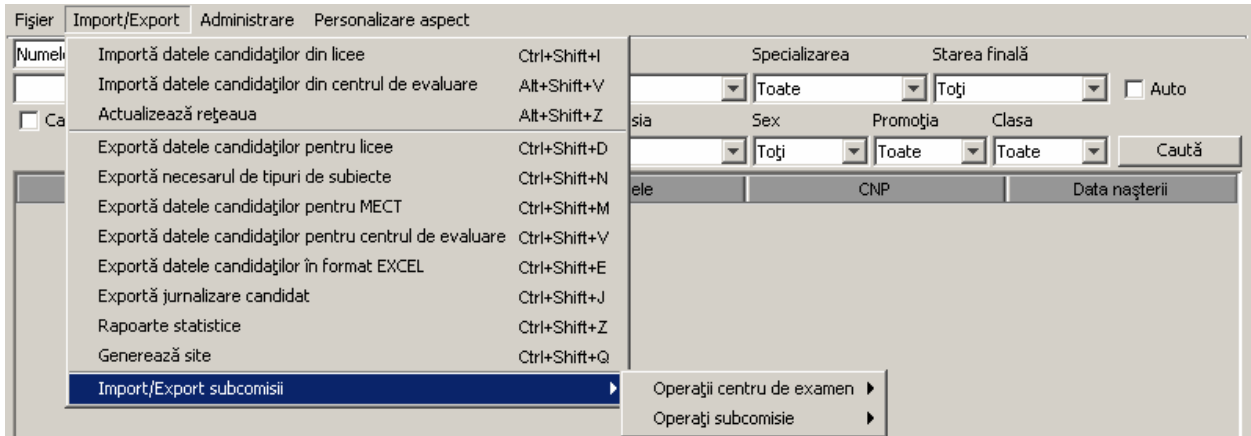 Fişier Import/Export Administrare Personalizare aspect
Importă datele candidaţilor din licee Ctrl+Shift+I
Importă datele candidaţilor din centrul de evaluare Alt+Shift+V
Actualizează reţeaua Alt+Shift+Z
Exportă datele candidaţilor pentru licee Ctrl+Shift+D
Exportă necesarul de tipuri de subiecte Ctrl+Shift+N
Exportă datele candidaţilor pentru MECT Ctrl+Shift+M
Exportă datele candidaţilor pentru centrul de evaluare Ctrl+Shift+V
Exportă datele candidaţilor în format EXCEL Ctrl+Shift+E
Exportă jurnalizare candidat Ctrl+Shift+J
Rapoarte statistice Ctrl+Shift+Z
Generează site Ctrl+Shift+Q
Import/Export subcomisii
Operaţii centru de examen
Operaţi subcomisie
Specializarea Starea finală
Toate Toţi Auto
Sex Promoţia Clasa
Toţi Toate Toate Caută
CNP Data naşterii